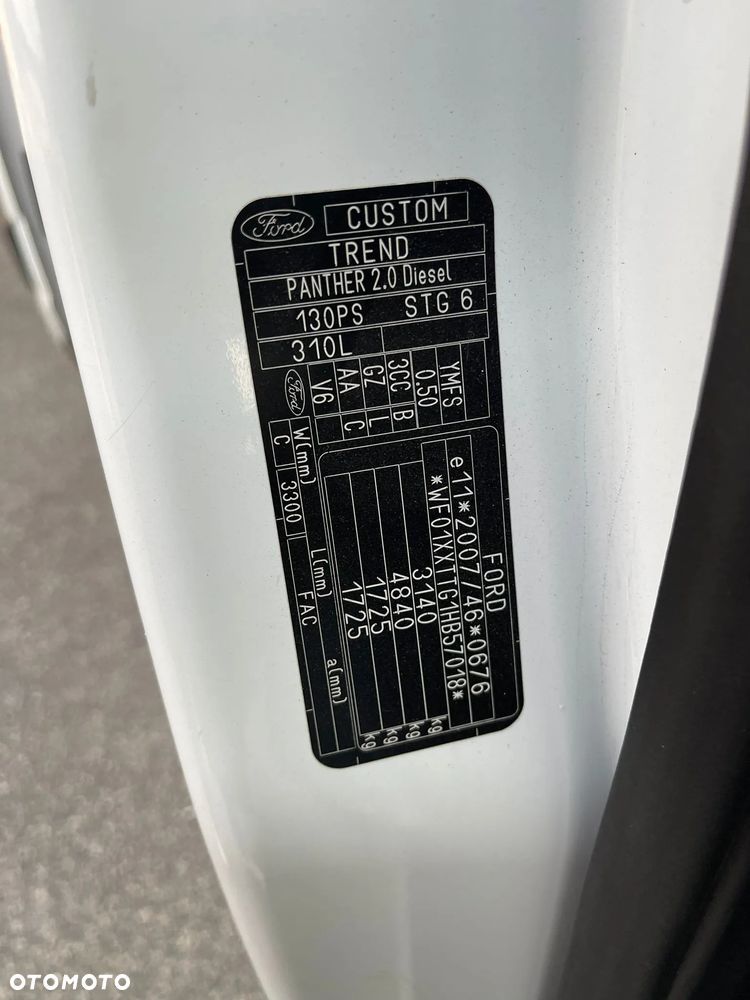 Ford
CUSTOM
TREND
PANTHER 2.0 Diesel
130PS STG 6
310L
YMFS
0.50
3CC B
GZ L
AA C
V6
Ford
FORD
e11*2007/46*0676
*WF01XXTTG1HB57018*
3140 kg
4840 kg
1725 kg
1725 kg
W(mm) L(mm) a(mm)
C 3300 FAC
OTOMOTO